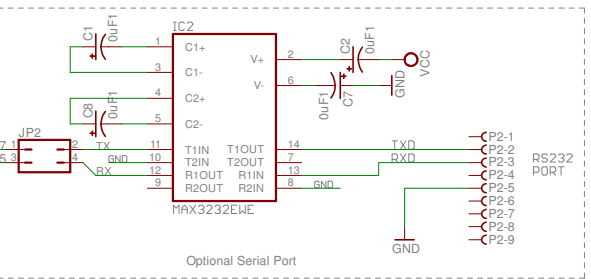 IC2
C1
0uF1
1
C1+
3
C1-
4
C2+
C8
0uF1
5
C2-
V+
2
C2
0uF1
VCC
V-
6
0uF1
C7
GND
JP2
7 1
2
TX
5 3
4
RX
GND
11
T1IN
10
T2IN
12
R1OUT
9
R2OUT
T1OUT
14
TXD
T2OUT
7
RXD
R1IN
13
R2IN
8
GND
MAX3232EWE
P2-1
P2-2
P2-3
P2-4
P2-5
P2-6
P2-7
P2-8
P2-9
RS232
PORT
GND
Optional Serial Port